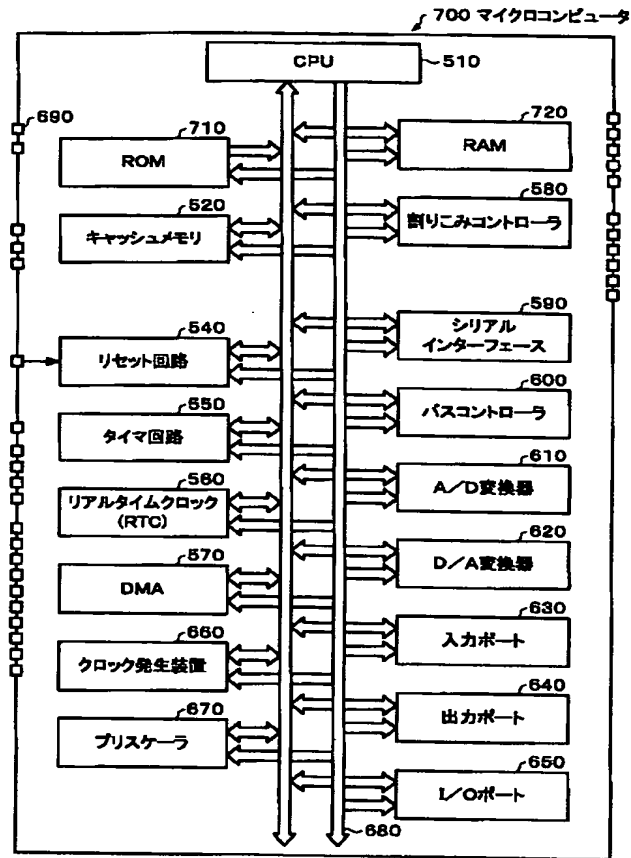 700 マイクロコンピュータ
CPU
510
690
710
ROM
720
RAM
520
キャッシュメモリ
580
割りこみコントローラ
540
リセット回路
590
シリアル
インターフェース
550
タイマ回路
600
バスコントローラ
560
リアルタイムクロック
(RTC)
610
A/D変換器
570
DMA
620
D/A変換器
660
クロック発生装置
630
入力ポート
670
プリスケーラ
640
出力ポート
650
I/Oポート
680